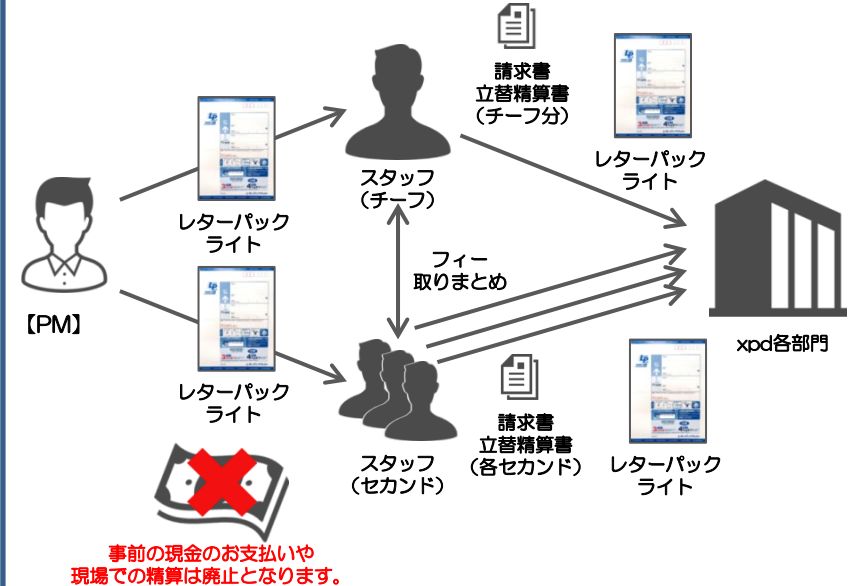 請求書
立替精算書
（チーフ分）
レターパック
ライト
スタッフ
（チーフ）
レターパック
ライト
フィー
取りまとめ
【PM】
xpd各部門
レターパック
ライト
スタッフ
（セカンド）
請求書
立替精算書
（各セカンド）
レターパック
ライト
事前の現金のお支払いや
現場での精算は廃止となります。